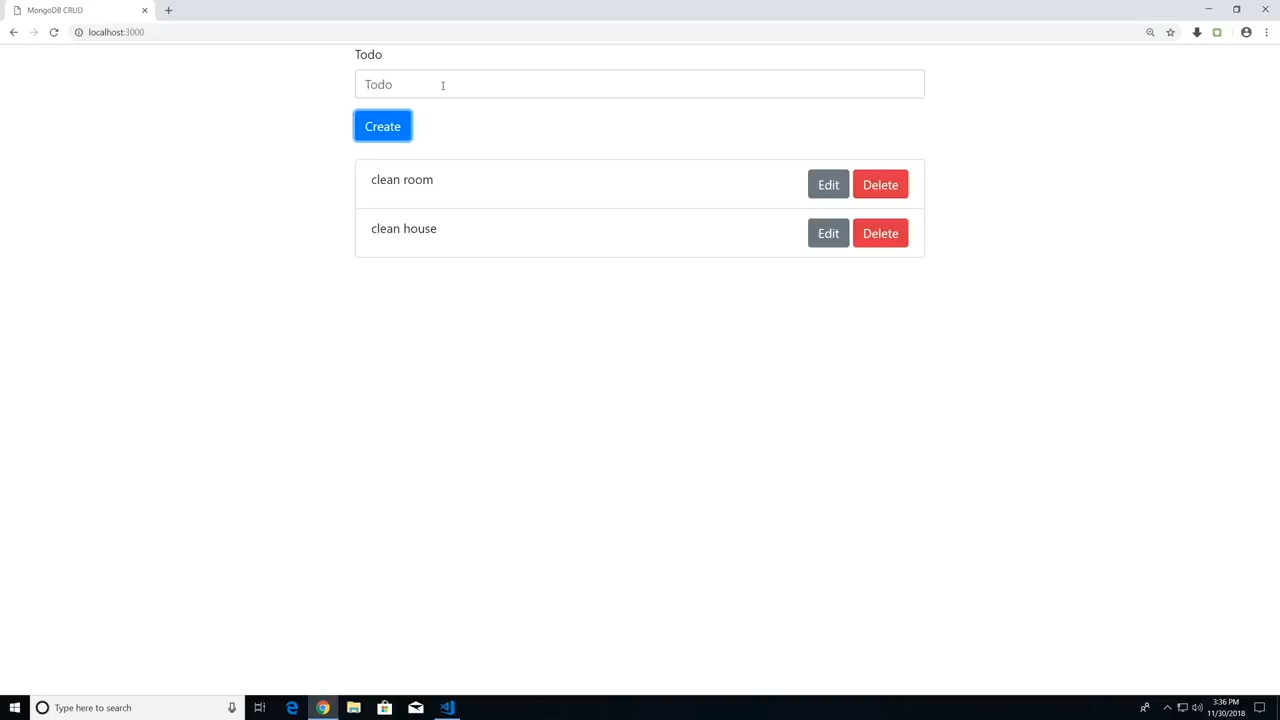 MongoDB CRUD
localhost:3000
Todo
Todo
Create
clean room Edit Delete
clean house Edit Delete
Type here to search
3:36 PM
11/30/2018